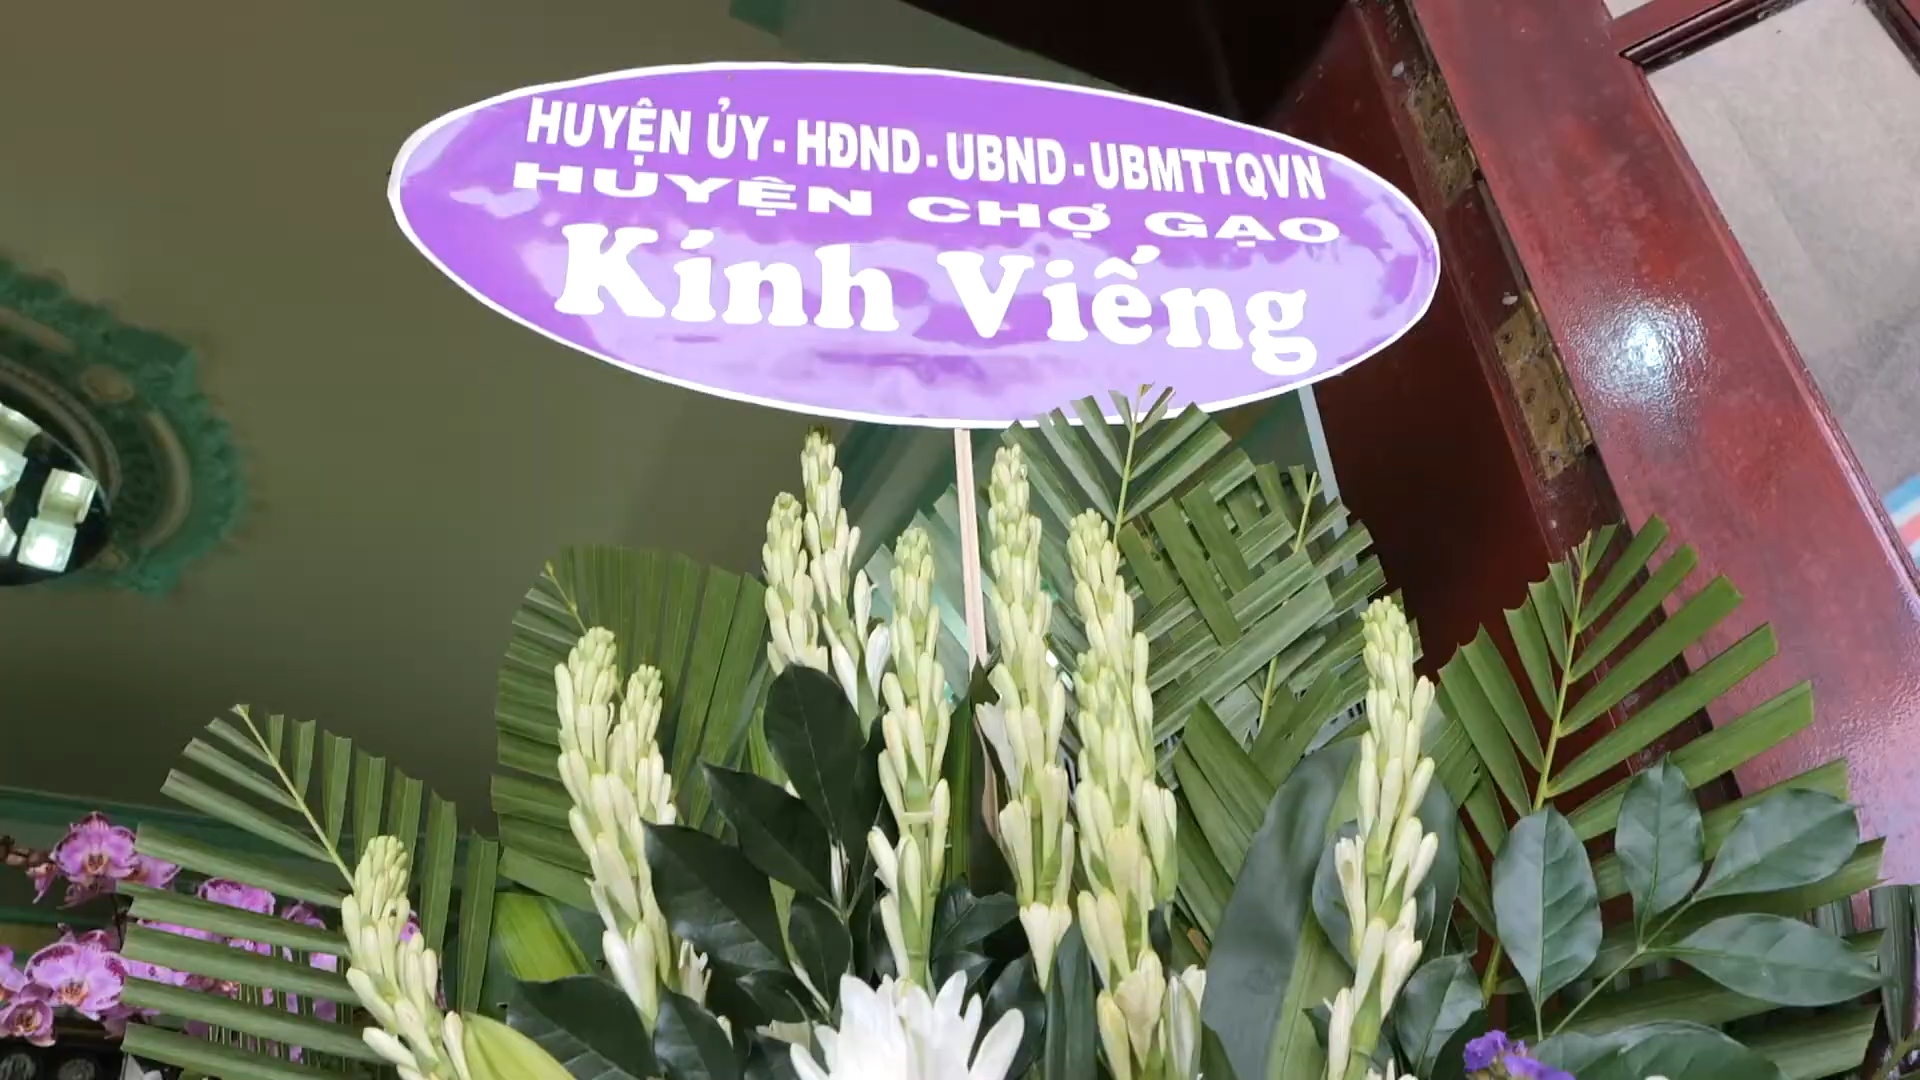 HUYỆN ỦY - HĐND - UBND - UBMTTQVN
HUYỆN CHỢ GẠO
Kính Viếng